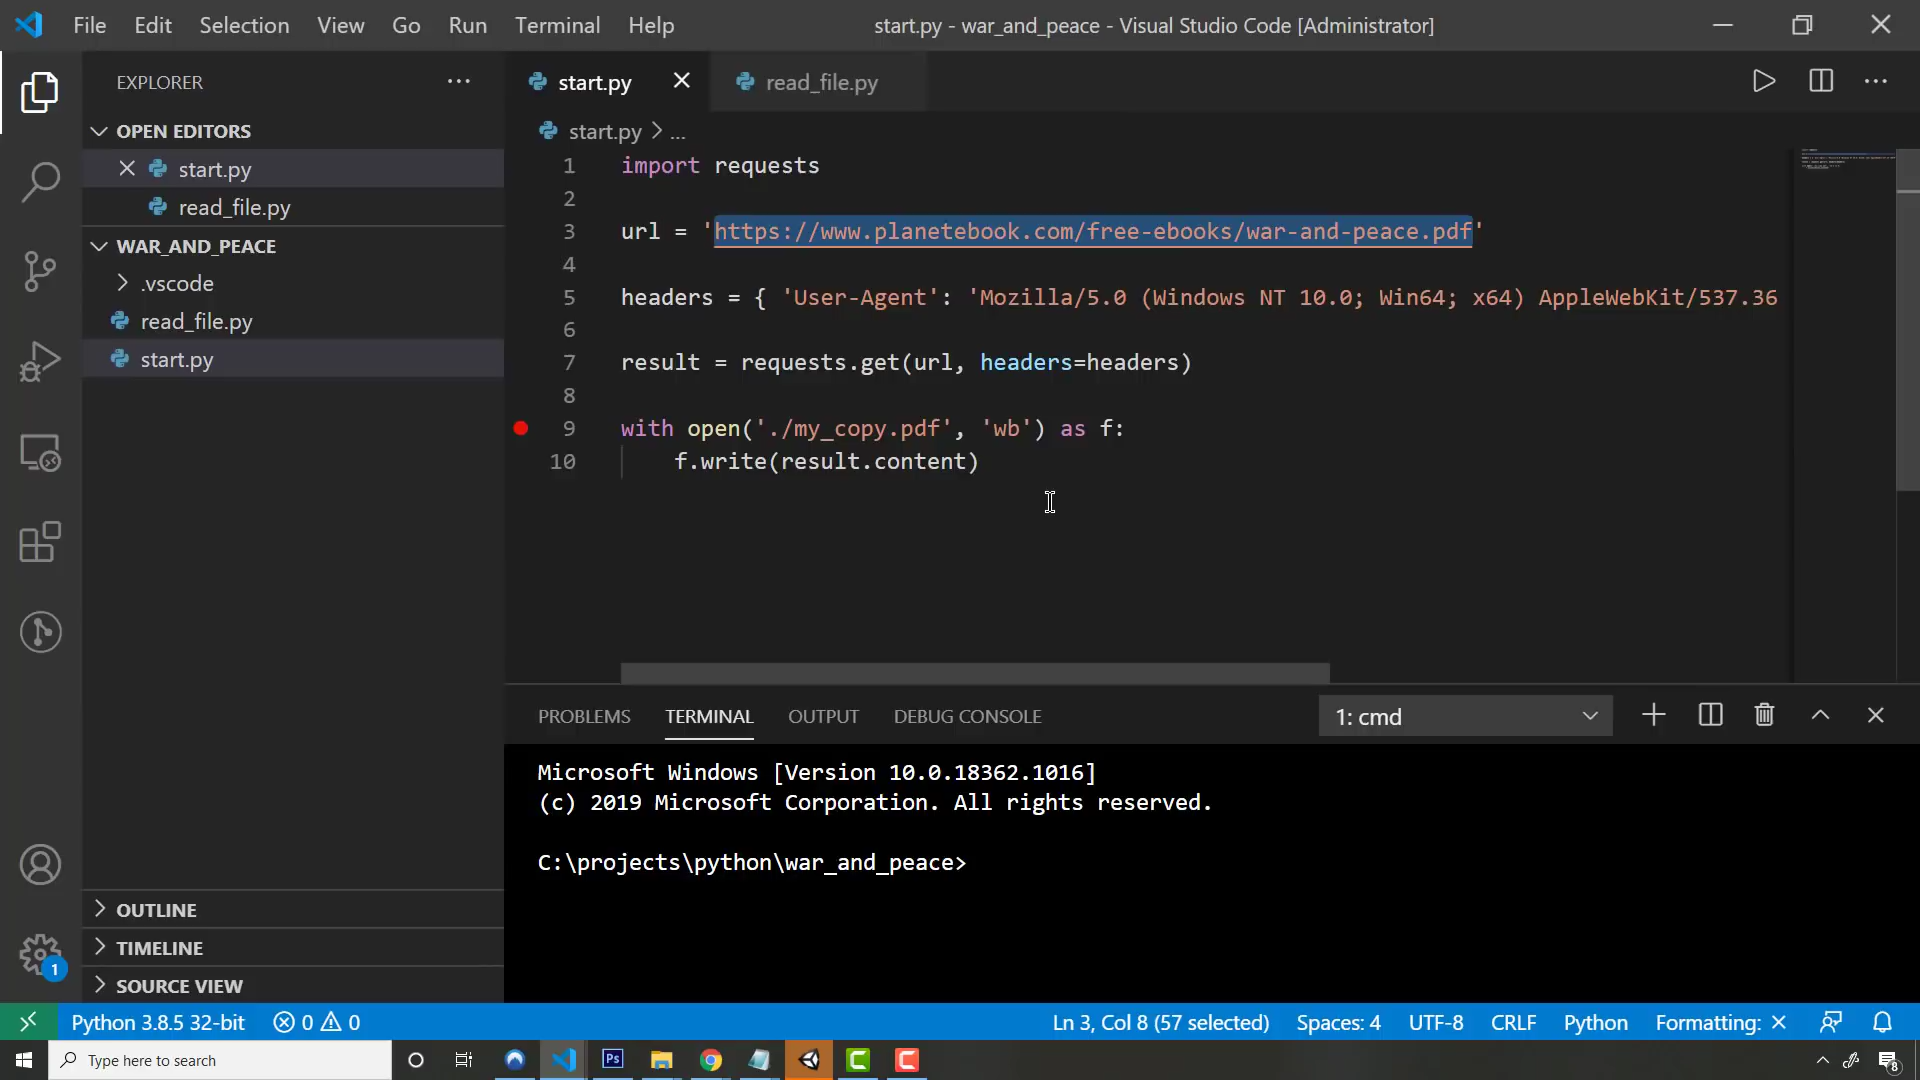 File Edit Selection View Go Run Terminal Help start.py - war_and_peace - Visual Studio Code [Administrator]
EXPLORER
OPEN EDITORS
start.py
read_file.py
WAR_AND_PEACE
.vscode
read_file.py
start.py
OUTLINE
TIMELINE
SOURCE VIEW
start.py read_file.py
start.py > ...
1 import requests
2
3 url = 'https://www.planetebook.com/free-ebooks/war-and-peace.pdf'
4
5 headers = { 'User-Agent': 'Mozilla/5.0 (Windows NT 10.0; Win64; x64) AppleWebKit/537.36
6
7 result = requests.get(url, headers=headers)
8
9 with open('./my_copy.pdf', 'wb') as f:
10 f.write(result.content)
PROBLEMS TERMINAL OUTPUT DEBUG CONSOLE 1: cmd
Microsoft Windows [Version 10.0.18362.1016]
(c) 2019 Microsoft Corporation. All rights reserved.
C:\projects\python\war_and_peace>
1
Python 3.8.5 32-bit 0 0 Ln 3, Col 8 (57 selected) Spaces: 4 UTF-8 CRLF Python Formatting: ×
Type here to search Ps 8